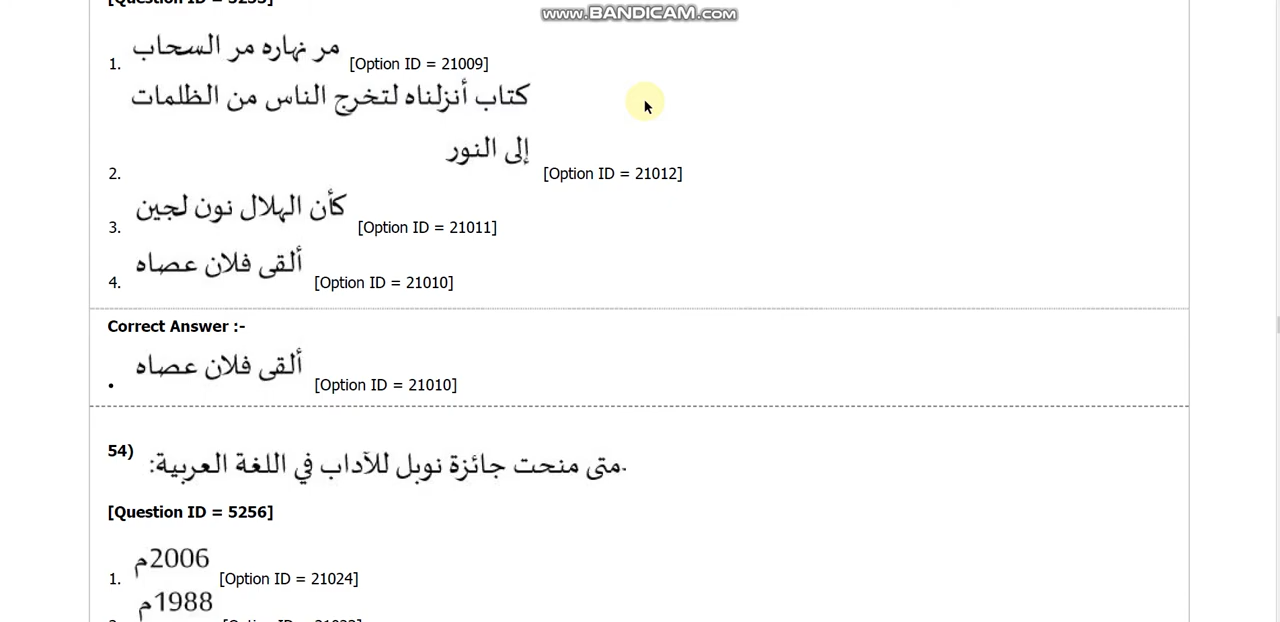 [Question ID = 5255]
www.BANDICAM.com
1. مر نهاره مر السحاب [Option ID = 21009]
كتاب أنزلناه لتخرج الناس من الظلمات
2. إلى النور [Option ID = 21012]
3. كأن الهلال نون لجين [Option ID = 21011]
4. ألقى فلان عصاه [Option ID = 21010]
Correct Answer :-
• ألقى فلان عصاه [Option ID = 21010]
54) متى منحت جائزة نوبل للآداب في اللغة العربية:
[Question ID = 5256]
1. 2006م [Option ID = 21024]
1988م